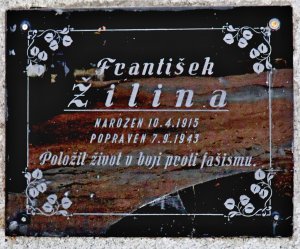 František
Žilina
NAROZEN 10.4.1915
POPRAVEN 7.9.1943
Položil život v boji proti fašismu.